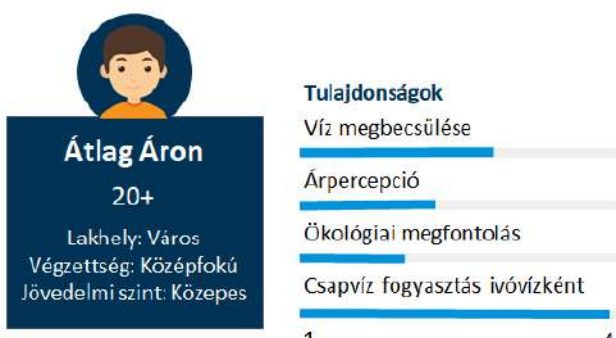 Átlag Áron
20+
Lakhely: Város
Végzettség: Középfokú
Jövedelmi szint: Közepes
Tulajdonságok
Víz megbecsülése
Árpercepció
Ökológiai megfontolás
Csapvíz fogyasztás ivóvízként